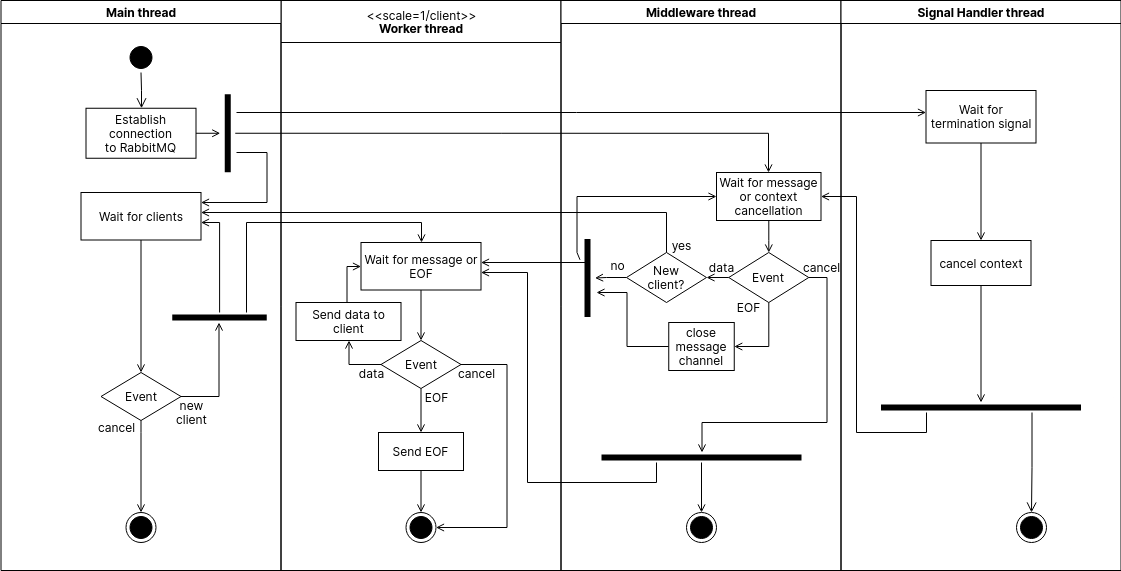 Main thread
<<scale=1/client>>
Worker thread
Middleware thread
Signal Handler thread
Establish
connection
to RabbitMQ
Wait for
termination signal
Wait for message
or context
cancellation
Wait for clients
Wait for message or
EOF
yes
no
New
client?
data
Event
cancel
cancel context
EOF
Send data to
client
close
message
channel
Event
data
cancel
EOF
Event
new
client
cancel
Send EOF